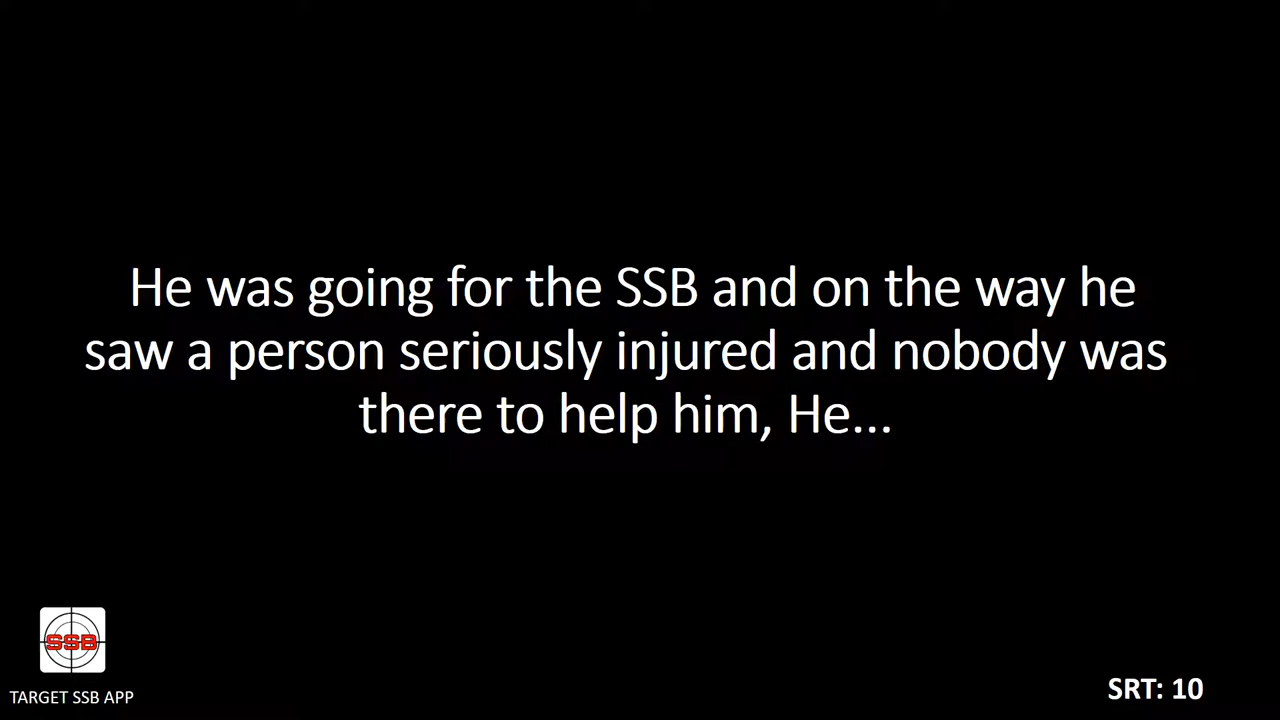 He was going for the SSB and on the way he
saw a person seriously injured and nobody was
there to help him, He...
SSB
TARGET SSB APP
SRT: 10